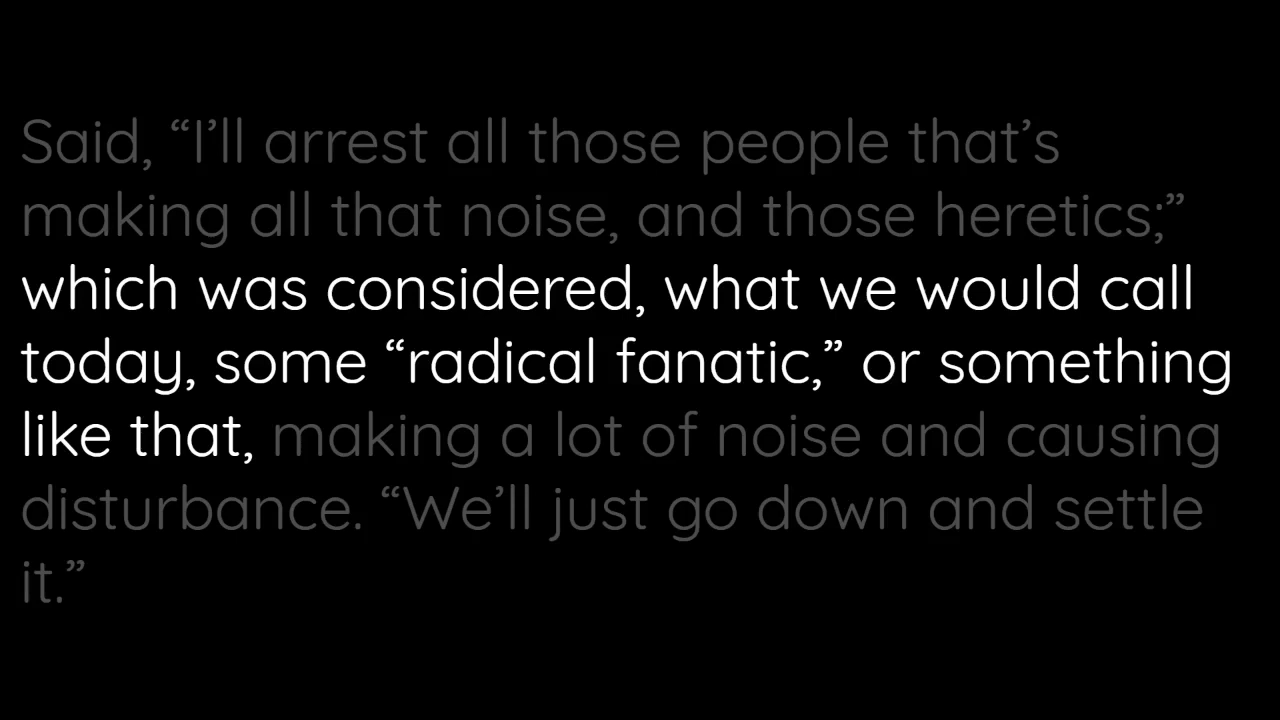 Said, “I’ll arrest all those people that’s
making all that noise, and those heretics;”
which was considered, what we would call
today, some “radical fanatic,” or something
like that, making a lot of noise and causing
disturbance. “We’ll just go down and settle
it.”